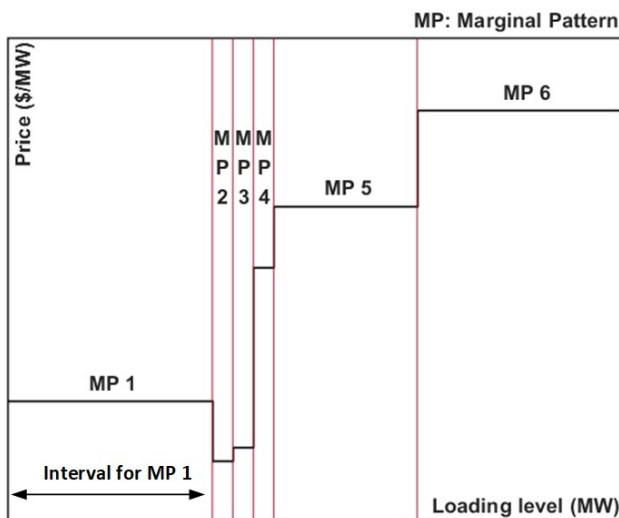 MP: Marginal Pattern
Price ($/MW)
MP 6
M
P
2
M
P
3
M
P
4
MP 5
MP 1
Interval for MP 1
Loading level (MW)